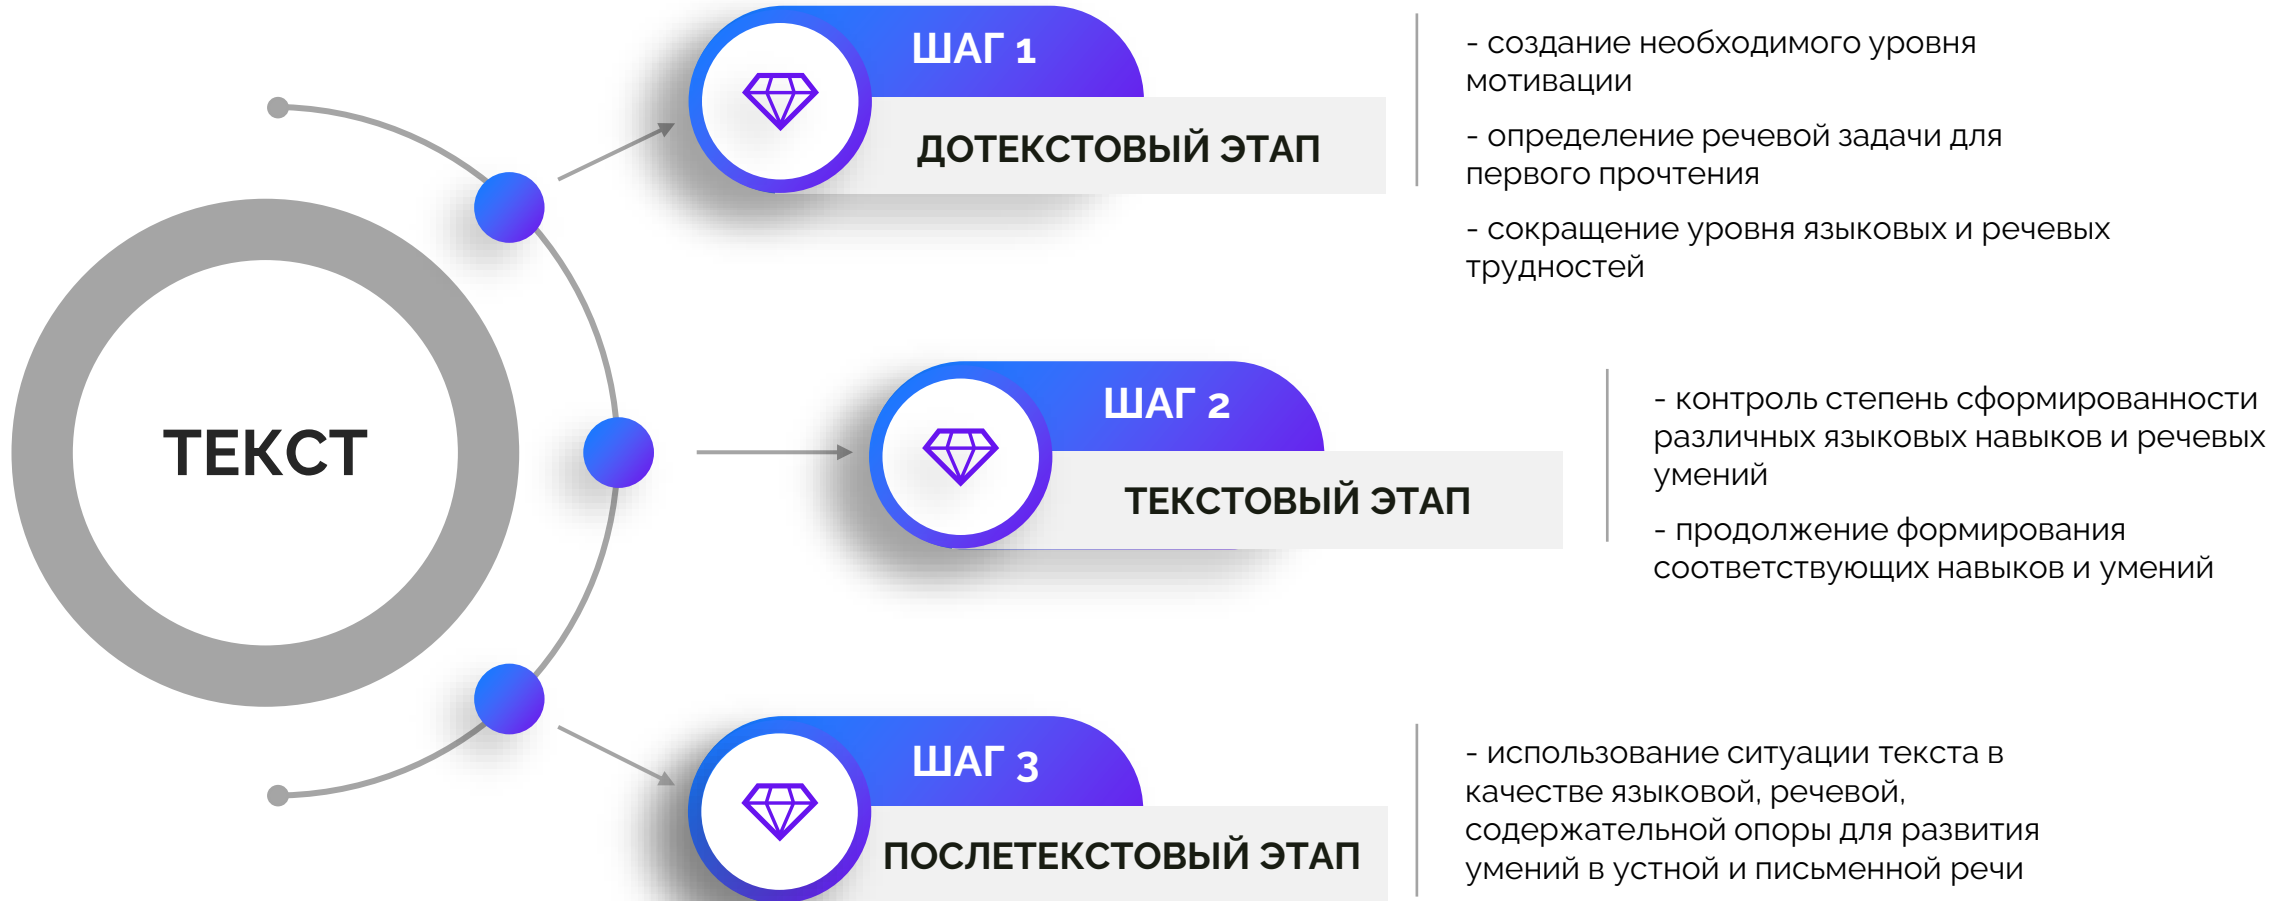 ТЕКСТ
ШАГ 1
ДОТЕКСТОВЫЙ ЭТАП
- создание необходимого уровня
мотивации
- определение речевой задачи для
первого прочтения
- сокращение уровня языковых и речевых
трудностей
ШАГ 2
ТЕКСТОВЫЙ ЭТАП
- контроль степень сформированности
различных языковых навыков и речевых
умений
- продолжение формирования
соответствующих навыков и умений
ШАГ 3
ПОСЛЕТЕКСТОВЫЙ ЭТАП
- использование ситуации текста в
качестве языковой, речевой,
содержательной опоры для развития
умений в устной и письменной речи